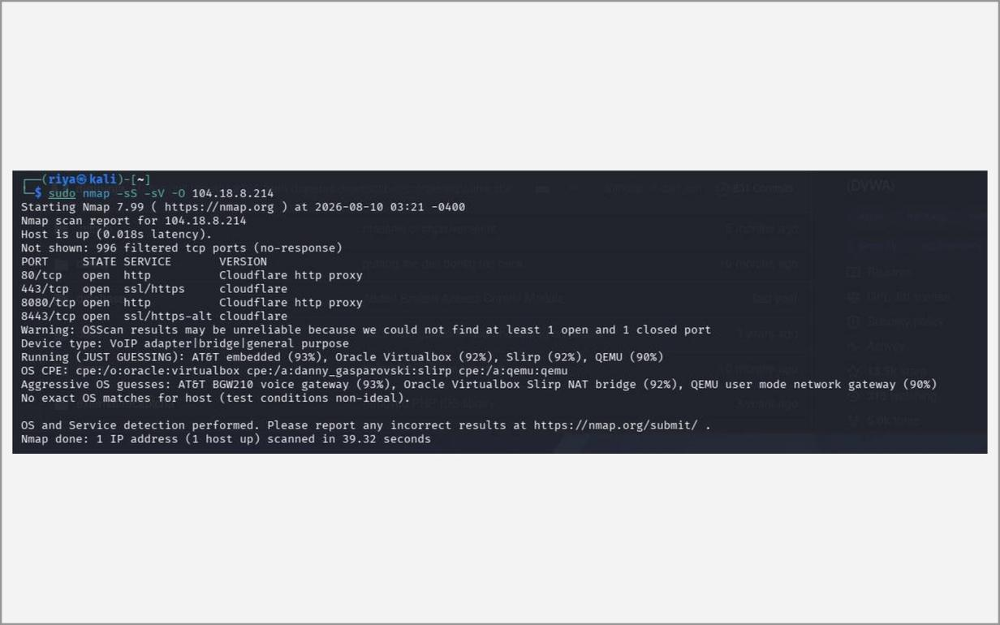 ┌──(riya㉿kali)-[~]
└─$ sudo nmap -sS -sV -O 104.18.8.214
Starting Nmap 7.99 ( https://nmap.org ) at 2026-08-10 03:21 -0400
Nmap scan report for 104.18.8.214
Host is up (0.018s latency).
Not shown: 996 filtered tcp ports (no-response)
PORT     STATE SERVICE       VERSION
80/tcp   open  http          Cloudflare http proxy
443/tcp  open  ssl/https     cloudflare
8080/tcp open  http          Cloudflare http proxy
8443/tcp open  ssl/https-alt cloudflare
Warning: OSScan results may be unreliable because we could not find at least 1 open and 1 closed port
Device type: VoIP adapter|bridge|general purpose
Running (JUST GUESSING): AT&T embedded (93%), Oracle Virtualbox (92%), Slirp (92%), QEMU (90%)
OS CPE: cpe:/o:oracle:virtualbox cpe:/a:danny_gasparovski:slirp cpe:/a:qemu:qemu
Aggressive OS guesses: AT&T BGW210 voice gateway (93%), Oracle Virtualbox Slirp NAT bridge (92%), QEMU user mode network gateway (90%)
No exact OS matches for host (test conditions non-ideal).
OS and Service detection performed. Please report any incorrect results at https://nmap.org/submit/ .
Nmap done: 1 IP address (1 host up) scanned in 39.32 seconds
(DVWA)